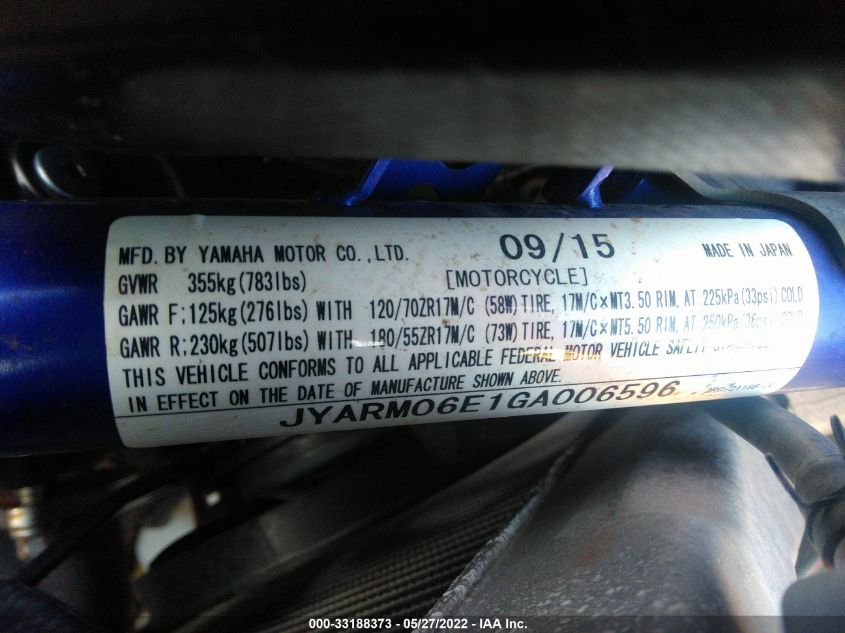 MFD. BY YAMAHA MOTOR CO.,LTD. 09/15 MADE IN JAPAN
GVWR 355kg(783lbs) [MOTORCYCLE]
GAWR F:125kg(276lbs) WITH 120/70ZR17M/C (58W) TIRE, 17M/C×MT3.50 RIM, AT 225kPa(33psi) COLD
GAWR R:230kg(507lbs) WITH 180/55ZR17M/C (73W) TIRE, 17M/C×MT5.50 RIM, AT 250kPa(36psi) COLD
THIS VEHICLE CONFORMS TO ALL APPLICABLE FEDERAL MOTOR VEHICLE SAFETY STANDARDS
IN EFFECT ON THE DATE OF MANUFACTURE SHOWN ABOVE.
JYARM06E1GA006596
000-33188373 - 05/27/2022 - IAA Inc.